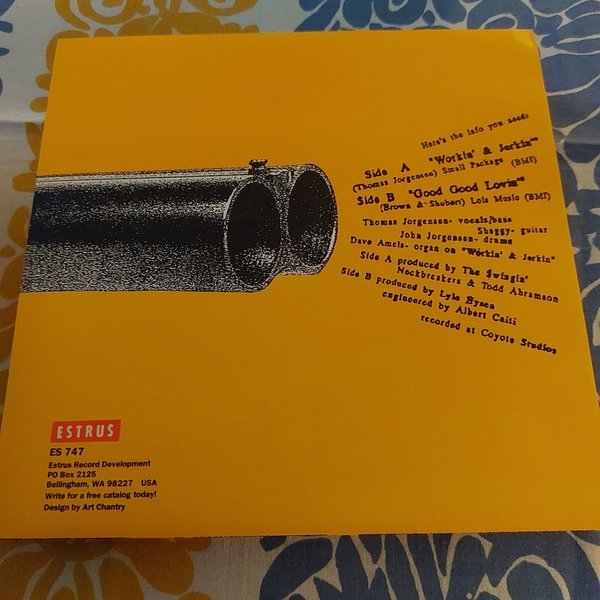 Here's the info you need:
Side A "Workin' & Jerkin'"
(Thomas Jorgensen) Small Package (BMI)
Side B "Good Good Lovin'"
(Brown & Shubert) Lois Music (BMI)
Thomas Jorgensen- vocals/bass
Shaggy- guitar
John Jorgensen- drums
Dave Amels- organ on "Workin' & Jerkin"
Side A produced by The $wingin'
Neckbreakers & Todd Abramson
Side B produced by Lyle Hysen
engineered by Albert Caiti
recorded at Coyote Studios
ESTRUS
ES 747
Estrus Record Development
PO Box 2125
Bellingham, WA 98227 USA
Write for a free catalog today!
Design by Art Chantry